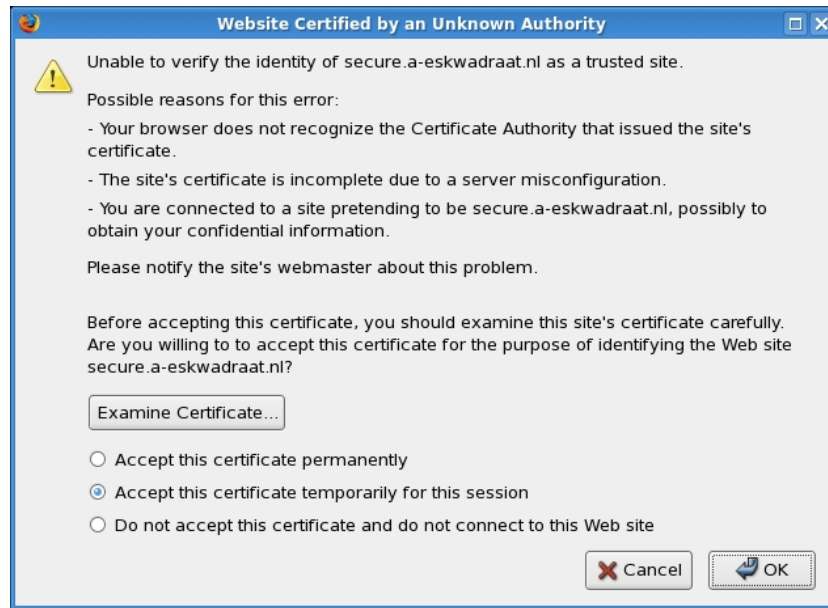 Website Certified by an Unknown Authority
Unable to verify the identity of secure.a-eskwadraat.nl as a trusted site.
Possible reasons for this error:
- Your browser does not recognize the Certificate Authority that issued the site's
certificate.
- The site's certificate is incomplete due to a server misconfiguration.
- You are connected to a site pretending to be secure.a-eskwadraat.nl, possibly to
obtain your confidential information.
Please notify the site's webmaster about this problem.
Before accepting this certificate, you should examine this site's certificate carefully.
Are you willing to to accept this certificate for the purpose of identifying the Web site
secure.a-eskwadraat.nl?
Examine Certificate...
Accept this certificate permanently
Accept this certificate temporarily for this session
Do not accept this certificate and do not connect to this Web site
Cancel OK